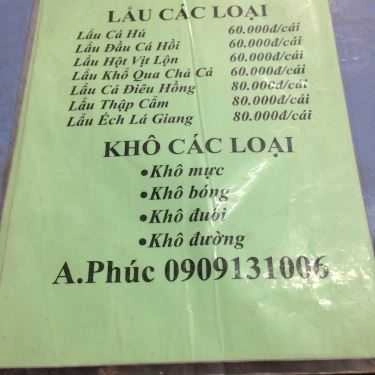 LẨU CÁC LOẠI
Lẩu Cá Hú 60.000đ/cái
Lẩu Đầu Cá Hồi 60.000đ/cái
Lẩu Hột Vịt Lộn 60.000đ/cái
Lẩu Khổ Qua Chả Cá 60.000đ/cái
Lẩu Cá Điêu Hồng 80.000đ/cái
Lẩu Thập Cẩm 80.000đ/cái
Lẩu Ếch Lá Giang 80.000đ/cái
KHÔ CÁC LOẠI
•Khô mực
•Khô bóng
•Khô đuối
•Khô đường
A.Phúc 0909131006